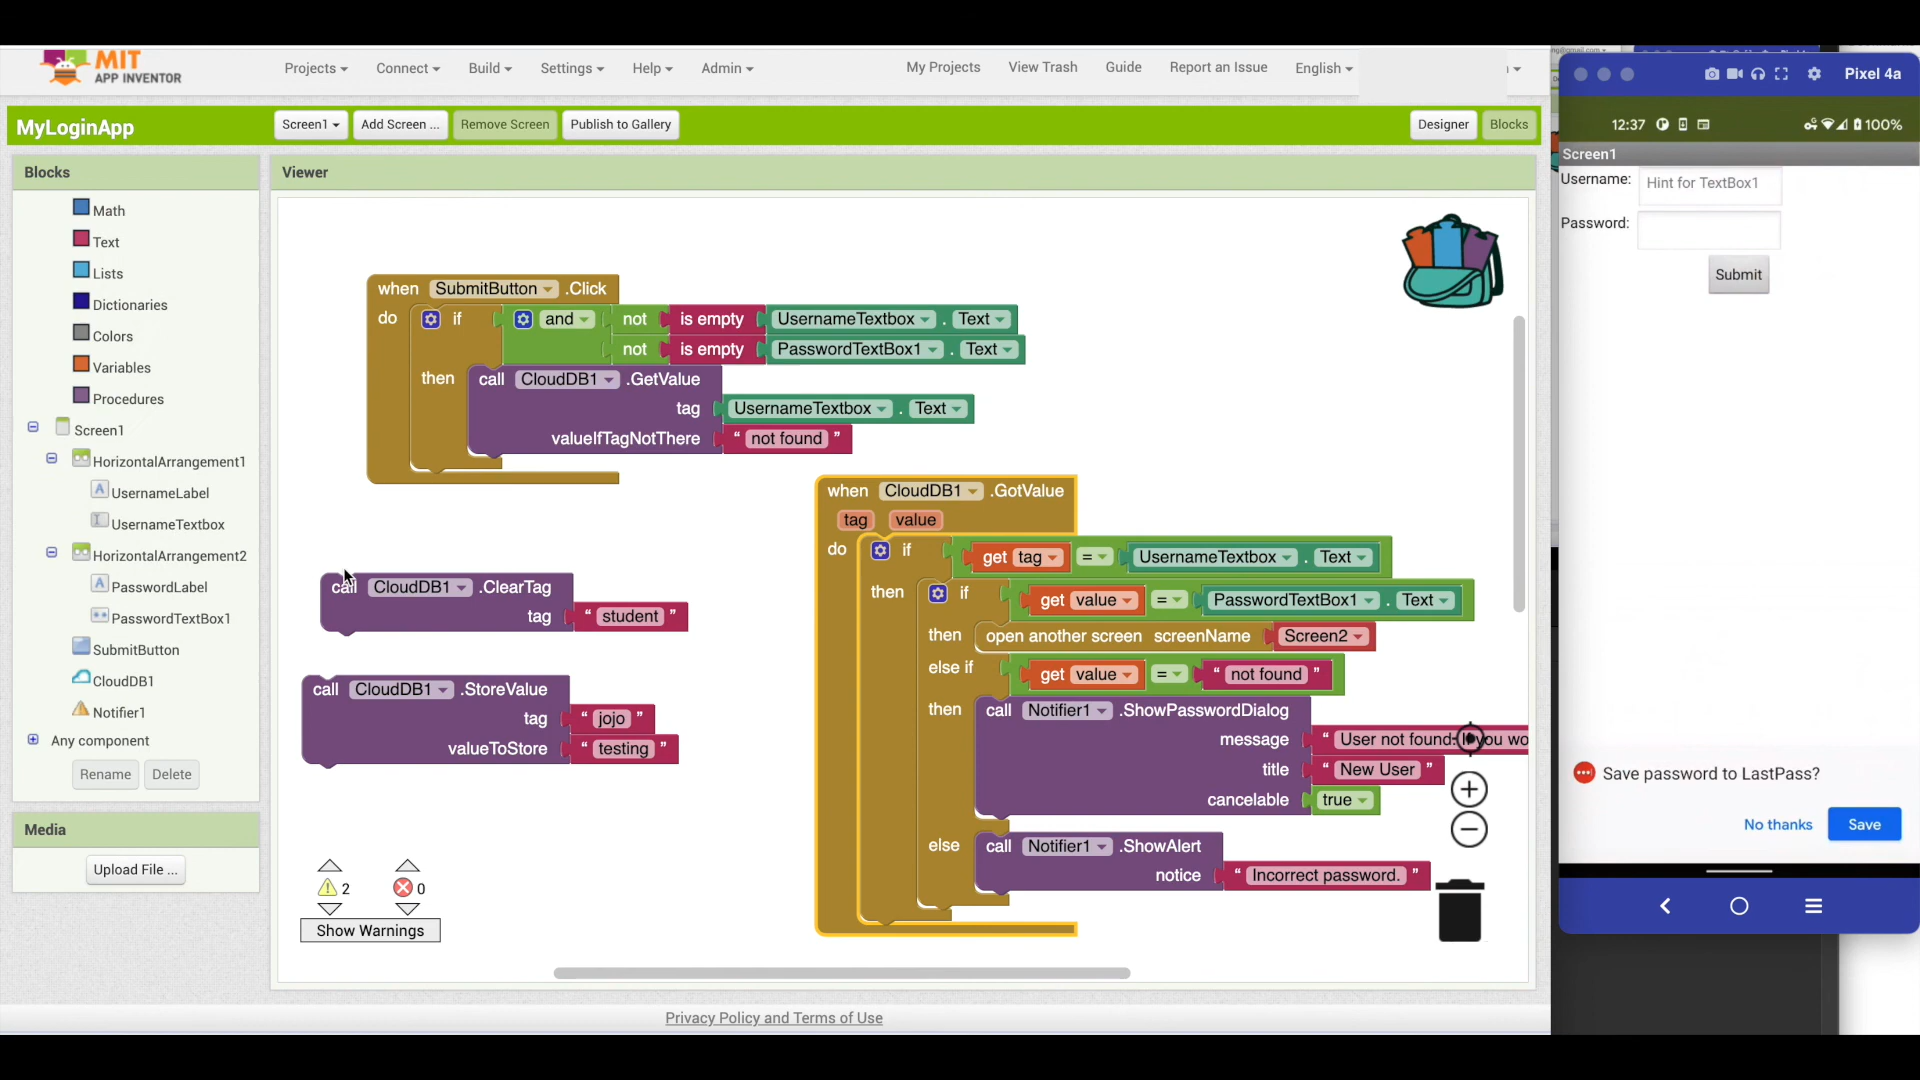 MIT
APP INVENTOR
Projects Connect Build Settings Help Admin My Projects View Trash Guide Report an Issue English
MyLoginApp Screen1 Add Screen ... Remove Screen Publish to Gallery Designer Blocks
Blocks
Math
Text
Lists
Dictionaries
Colors
Variables
Procedures
Screen1
HorizontalArrangement1
UsernameLabel
UsernameTextbox
HorizontalArrangement2
PasswordLabel
PasswordTextBox1
SubmitButton
CloudDB1
Notifier1
Any component
Rename Delete
Media
Upload File ...
Viewer
when SubmitButton .Click
do if and not is empty UsernameTextbox . Text
not is empty PasswordTextBox1 . Text
then call CloudDB1 .GetValue
tag UsernameTextbox . Text
valueIfTagNotThere " not found "
call CloudDB1 .ClearTag
tag " student "
call CloudDB1 .StoreValue
tag " jojo "
valueToStore " testing "
when CloudDB1 .GotValue
tag value
do if get tag = UsernameTextbox . Text
then if get value = PasswordTextBox1 . Text
then open another screen screenName Screen2
else if get value = " not found "
then call Notifier1 .ShowPasswordDialog
message " User not found. you wo
title " New User "
cancelable true
else call Notifier1 .ShowAlert
notice " Incorrect password. "
2 0
Show Warnings
Privacy Policy and Terms of Use
Pixel 4a
12:37 100%
Screen1
Username: Hint for TextBox1
Password:
Submit
Save password to LastPass?
No thanks Save